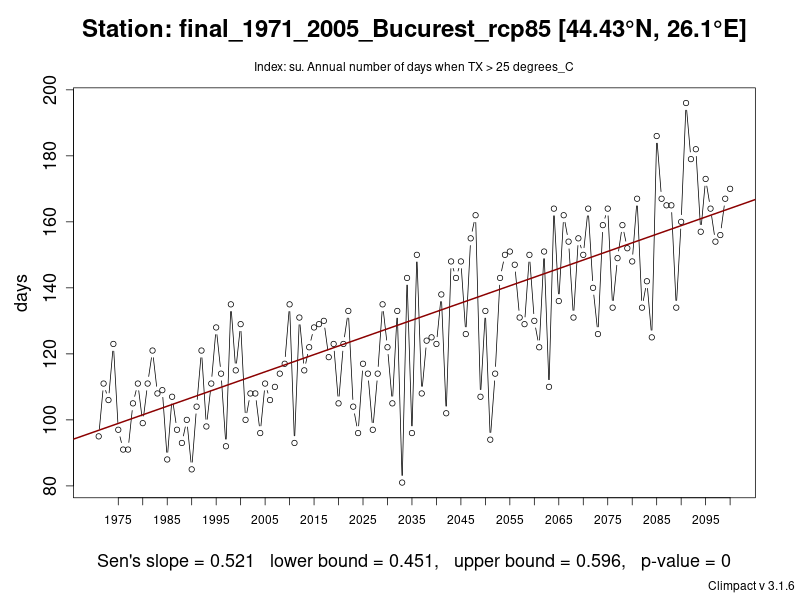 Station: final_1971_2005_Bucurest_rcp85 [44.43°N, 26.1°E]
Index: su. Annual number of days when TX > 25 degrees_C
200
180
160
140
120
100
80
days
1975 1985 1995 2005 2015 2025 2035 2045 2055 2065 2075 2085 2095
Sen's slope = 0.521 lower bound = 0.451, upper bound = 0.596, p-value = 0
Climpact v 3.1.6